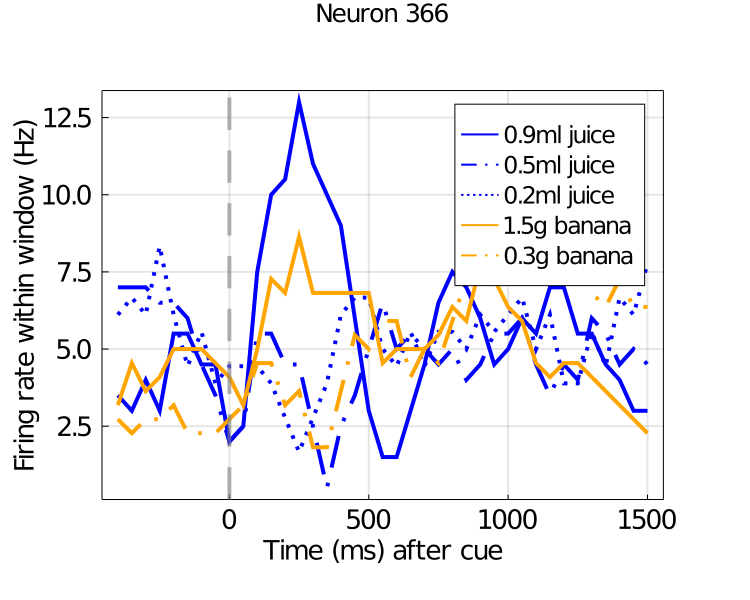 Neuron 366
Firing rate within window (Hz)
12.5
10.0
7.5
5.0
2.5
0.9ml juice
0.5ml juice
0.2ml juice
1.5g banana
0.3g banana
0 500 1000 1500
Time (ms) after cue